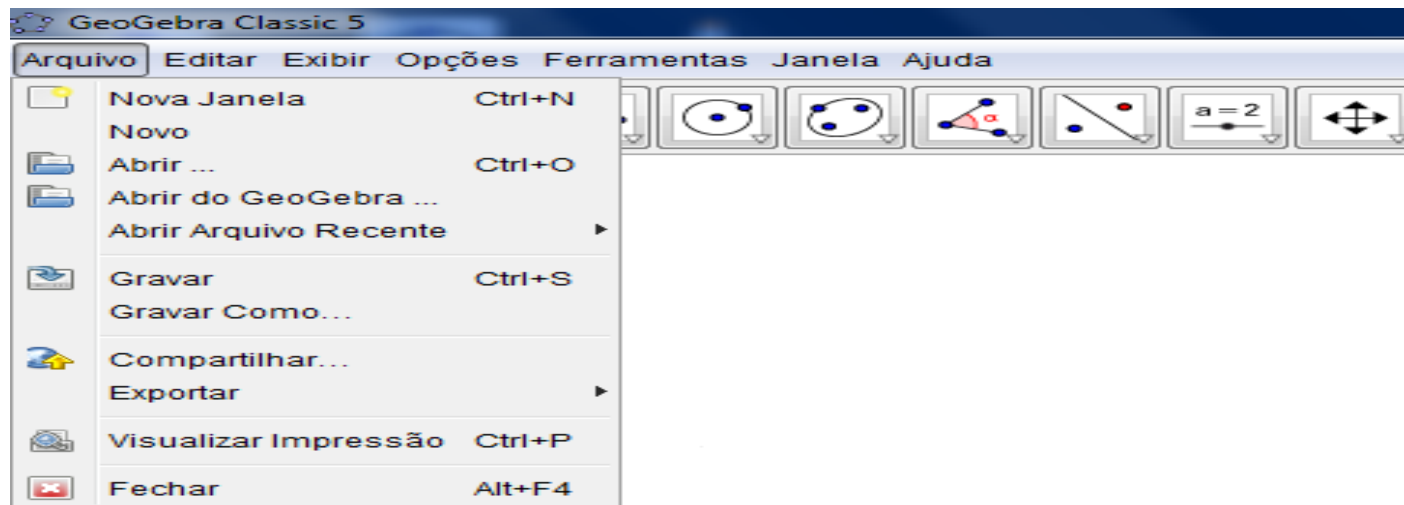 GeoGebra Classic 5
Arquivo Editar Exibir Opções Ferramentas Janela Ajuda
Nova Janela Ctrl+N
Novo
Abrir ... Ctrl+O
Abrir do GeoGebra ...
Abrir Arquivo Recente
Gravar Ctrl+S
Gravar Como...
Compartilhar...
Exportar
Visualizar Impressão Ctrl+P
Fechar Alt+F4
α
a = 2